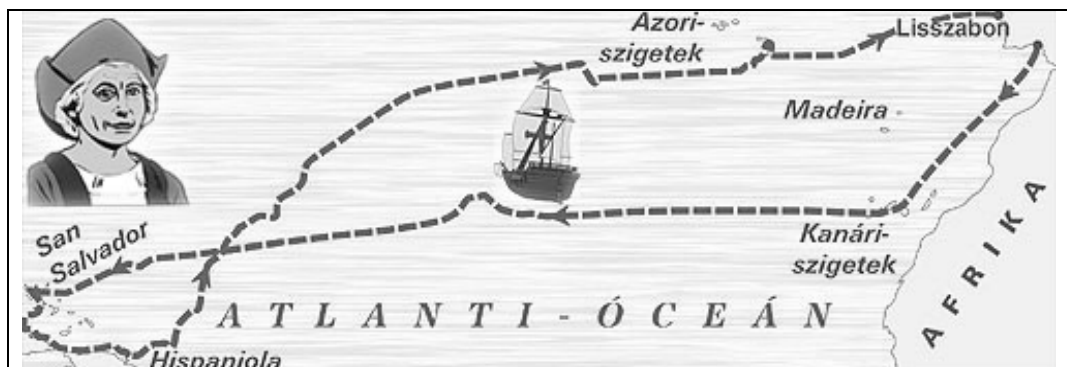 Azori-
szigetek
Lisszabon
Madeira
San
Salvador
Kanári-
szigetek
AFRIKA
ATLANTI-ÓCEÁN
Hispaniola